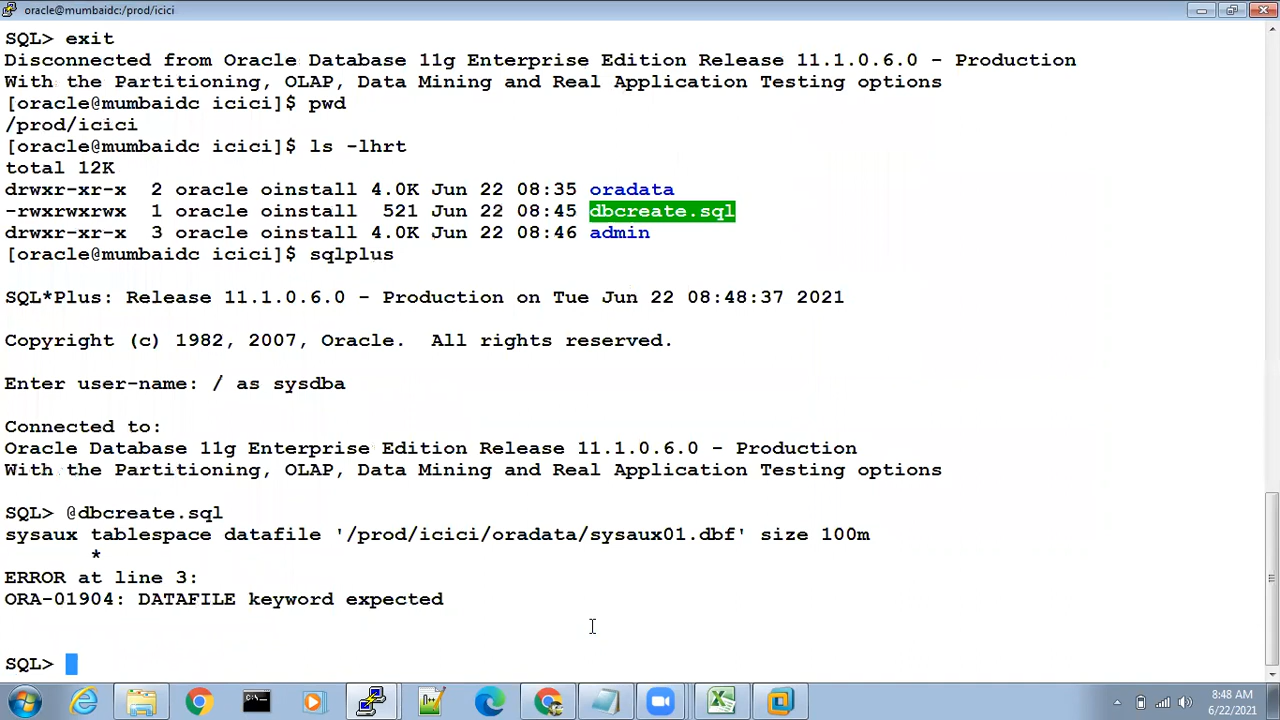 oracle@mumbaidc:/prod/icici
SQL> exit
Disconnected from Oracle Database 11g Enterprise Edition Release 11.1.0.6.0 - Production
With the Partitioning, OLAP, Data Mining and Real Application Testing options
[oracle@mumbaidc icici]$ pwd
/prod/icici
[oracle@mumbaidc icici]$ ls -lhrt
total 12K
drwxr-xr-x  2 oracle oinstall 4.0K Jun 22 08:35 oradata
-rwxrwxrwx  1 oracle oinstall  521 Jun 22 08:45 dbcreate.sql
drwxr-xr-x  3 oracle oinstall 4.0K Jun 22 08:46 admin
[oracle@mumbaidc icici]$ sqlplus
SQL*Plus: Release 11.1.0.6.0 - Production on Tue Jun 22 08:48:37 2021
Copyright (c) 1982, 2007, Oracle.  All rights reserved.
Enter user-name: / as sysdba
Connected to:
Oracle Database 11g Enterprise Edition Release 11.1.0.6.0 - Production
With the Partitioning, OLAP, Data Mining and Real Application Testing options
SQL> @dbcreate.sql
sysaux tablespace datafile '/prod/icici/oradata/sysaux01.dbf' size 100m
*
ERROR at line 3:
ORA-01904: DATAFILE keyword expected
SQL>
8:48 AM
6/22/2021